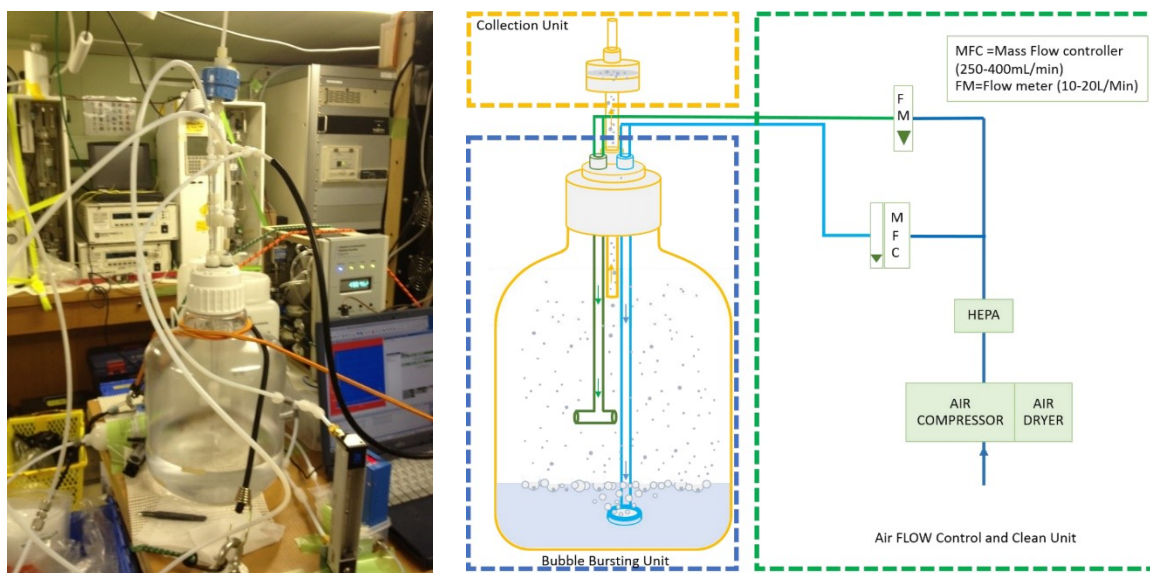 Collection Unit
MFC =Mass Flow controller
(250-400mL/min)
FM=Flow meter (10-20L/Min)
F
M
M
F
C
HEPA
AIR
COMPRESSOR
AIR
DRYER
Air FLOW Control and Clean Unit
Bubble Bursting Unit